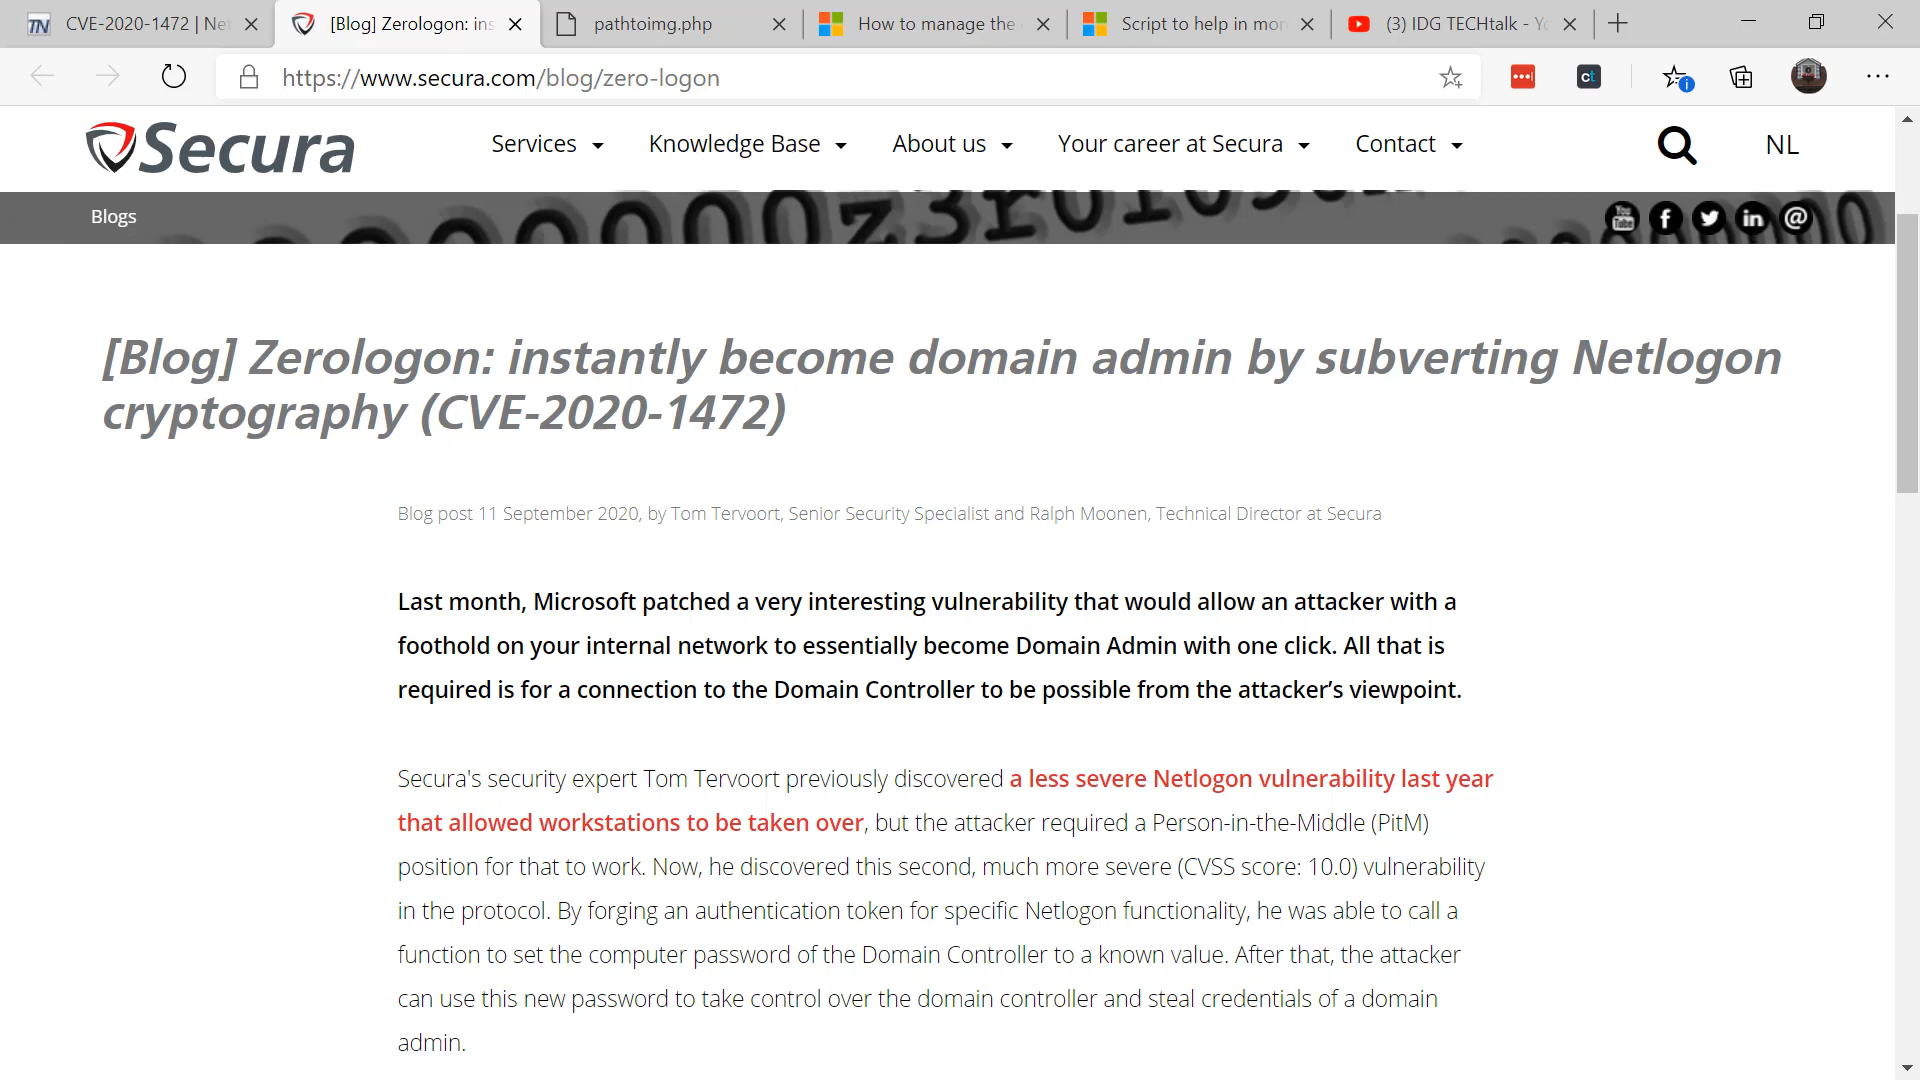 CVE-2020-1472 | Net
[Blog] Zerologon: ins
pathtoimg.php
How to manage the
Script to help in mon
(3) IDG TECHtalk - Yo
https://www.secura.com/blog/zero-logon
Secura
Services
Knowledge Base
About us
Your career at Secura
Contact
NL
Blogs
[Blog] Zerologon: instantly become domain admin by subverting Netlogon
cryptography (CVE-2020-1472)
Blog post 11 September 2020, by Tom Tervoort, Senior Security Specialist and Ralph Moonen, Technical Director at Secura
Last month, Microsoft patched a very interesting vulnerability that would allow an attacker with a
foothold on your internal network to essentially become Domain Admin with one click. All that is
required is for a connection to the Domain Controller to be possible from the attacker’s viewpoint.
Secura's security expert Tom Tervoort previously discovered a less severe Netlogon vulnerability last year
that allowed workstations to be taken over, but the attacker required a Person-in-the-Middle (PitM)
position for that to work. Now, he discovered this second, much more severe (CVSS score: 10.0) vulnerability
in the protocol. By forging an authentication token for specific Netlogon functionality, he was able to call a
function to set the computer password of the Domain Controller to a known value. After that, the attacker
can use this new password to take control over the domain controller and steal credentials of a domain
admin.